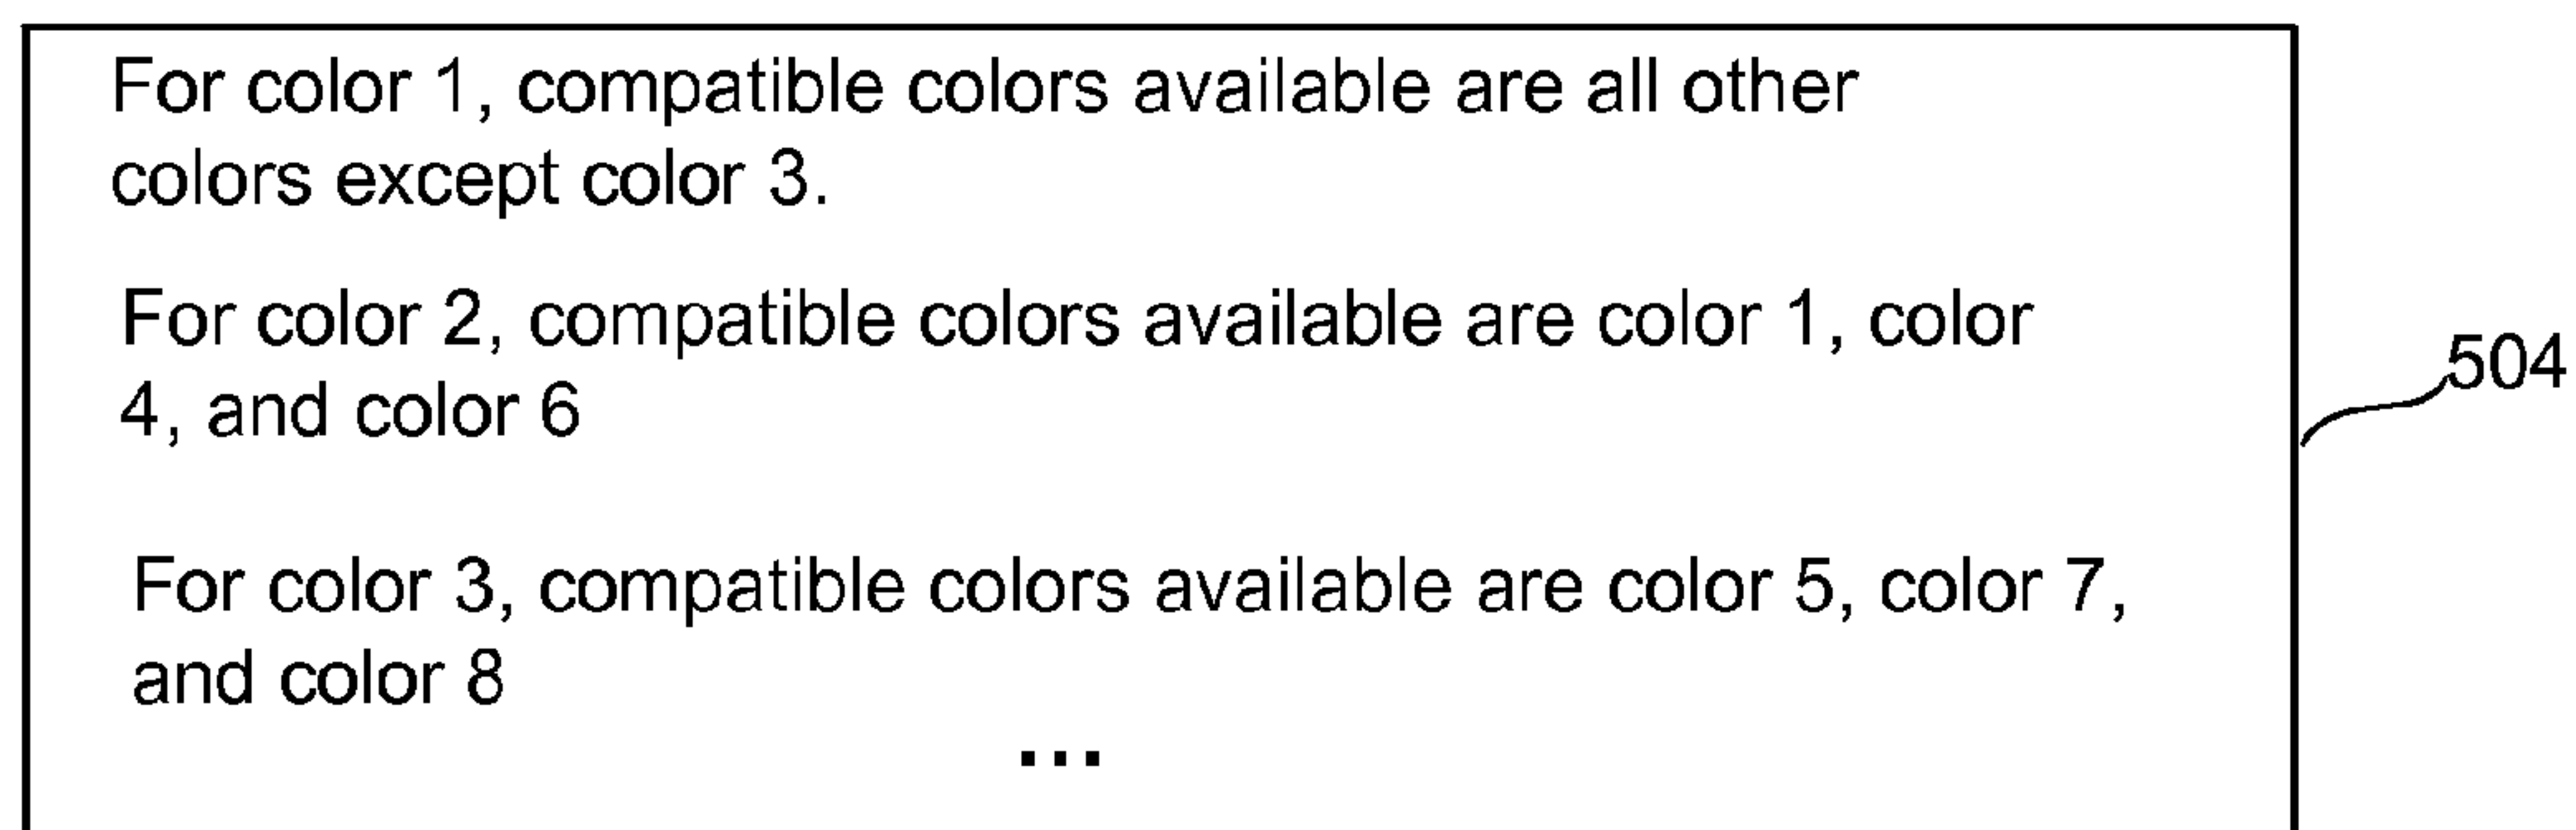 For color 1, compatible colors available are all other
colors except color 3.
For color 2, compatible colors available are color 1, color
4, and color 6
504
For color 3, compatible colors available are color 5, color 7,
and color 8
...